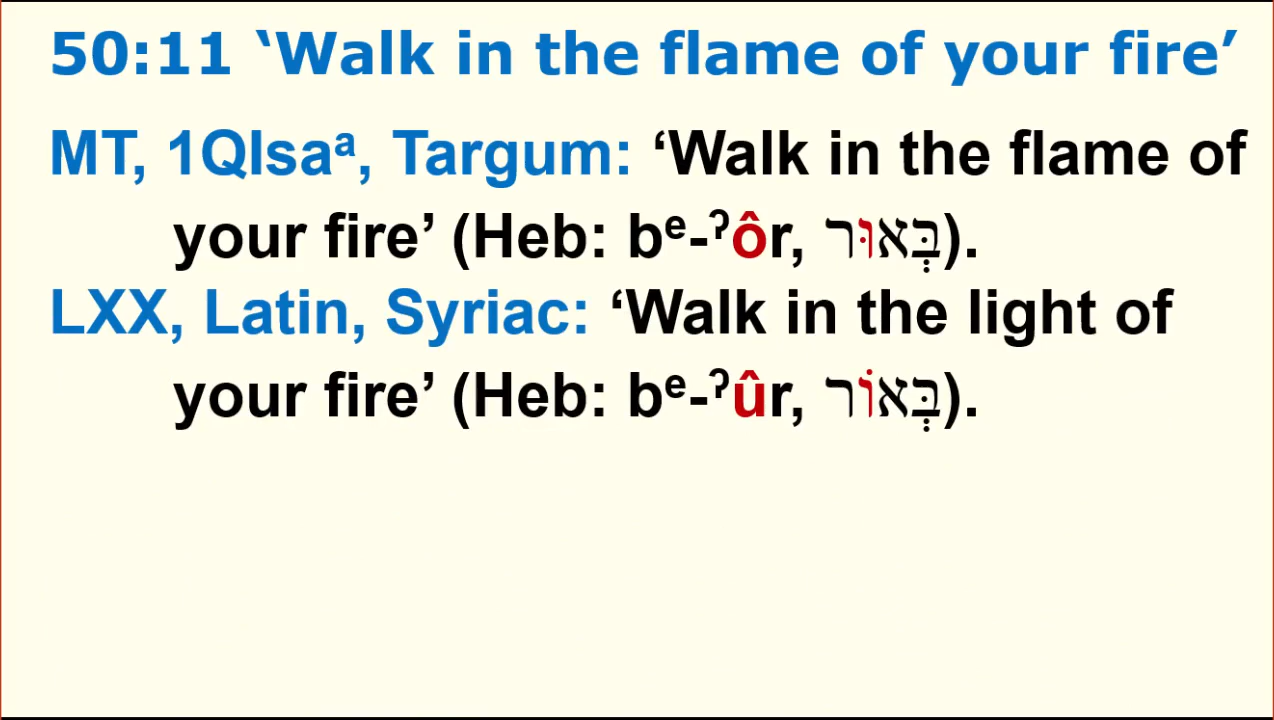 50:11 ‘Walk in the flame of your fire’
MT, 1QIsaᵃ, Targum: ‘Walk in the flame of
your fire’ (Heb: bᵉ-ˀôr, בְּאוּר).
LXX, Latin, Syriac: ‘Walk in the light of
your fire’ (Heb: bᵉ-ˀûr, בְּאוֹר).